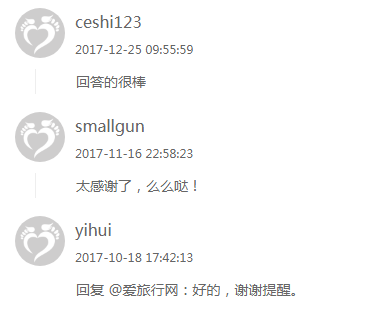 ceshi123
2017-12-25 09:55:59
回答的很棒
smallgun
2017-11-16 22:58:23
太感谢了，么么哒！
yihui
2017-10-18 17:42:13
回复 @爱旅行网：好的，谢谢提醒。